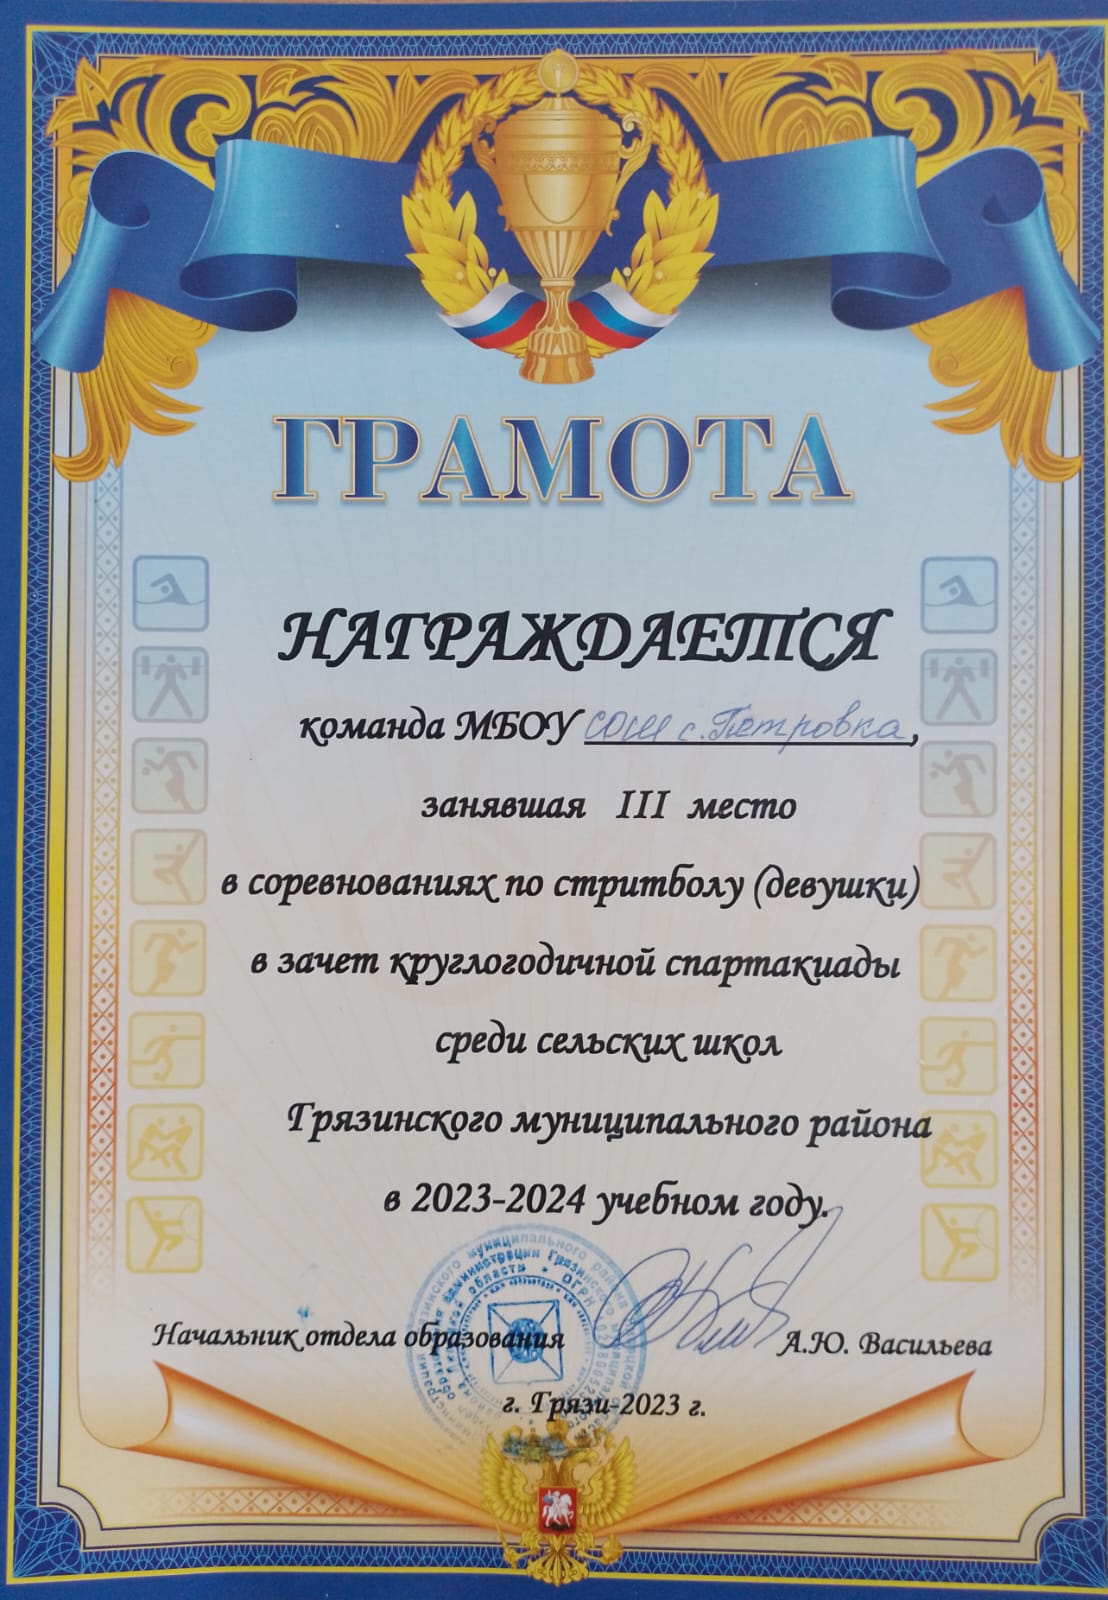 ГРАМОТА
НАГРАЖДАЕТСЯ
команда МБОУ СОШ с. Петровка,
занявшая III место
в соревнованиях по стритболу (девушки)
в зачет круглогодичной спартакиады
среди сельских школ
Грязинского муниципального района
в 2023-2024 учебном году.
Начальник отдела образования А.Ю. Васильева
г. Грязи-2023 г.